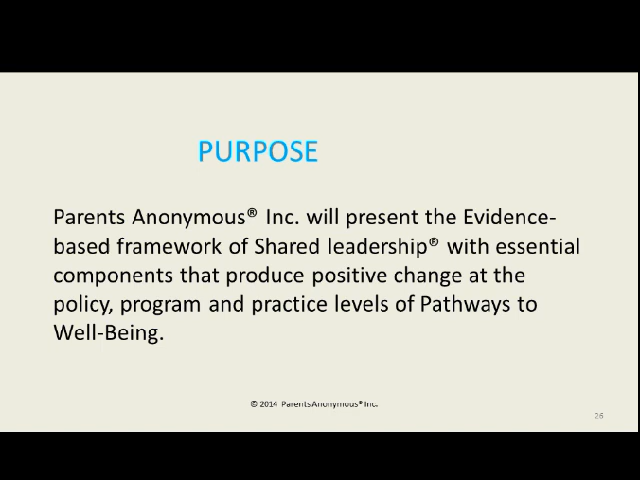 PURPOSE
Parents Anonymous® Inc. will present the Evidence-
based framework of Shared leadership® with essential
components that produce positive change at the
policy, program and practice levels of Pathways to
Well-Being.
© 2014 ParentsAnonymous®Inc.
26